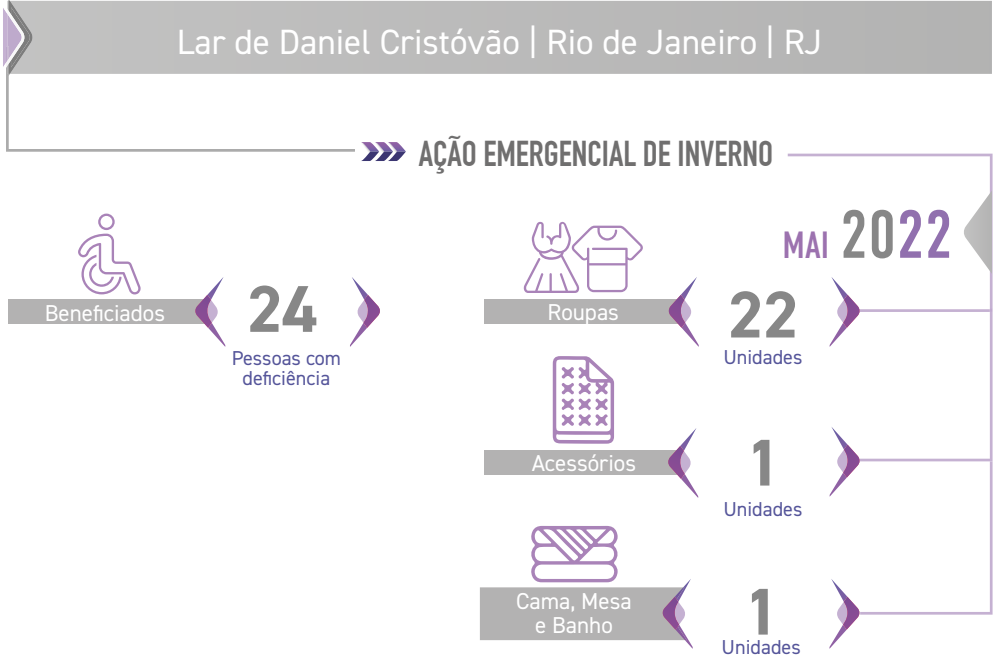 Lar de Daniel Cristóvão | Rio de Janeiro | RJ
AÇÃO EMERGENCIAL DE INVERNO
MAI 2022
Beneficiados
24
Pessoas com
deficiência
Roupas
22
Unidades
Acessórios
1
Unidades
Cama, Mesa
e Banho
1
Unidades